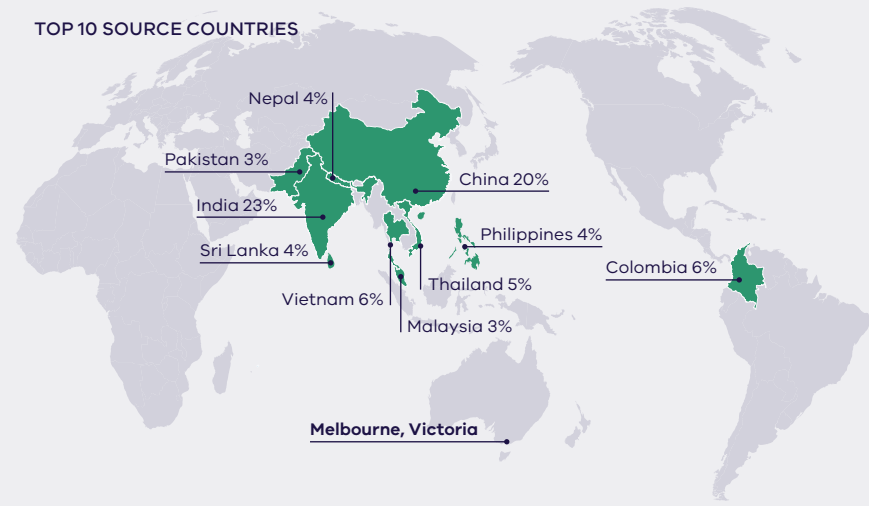 TOP 10 SOURCE COUNTRIES
Nepal 4%
Pakistan 3%
China 20%
India 23%
Philippines 4%
Sri Lanka 4%
Colombia 6%
Thailand 5%
Vietnam 6%
Malaysia 3%
Melbourne, Victoria